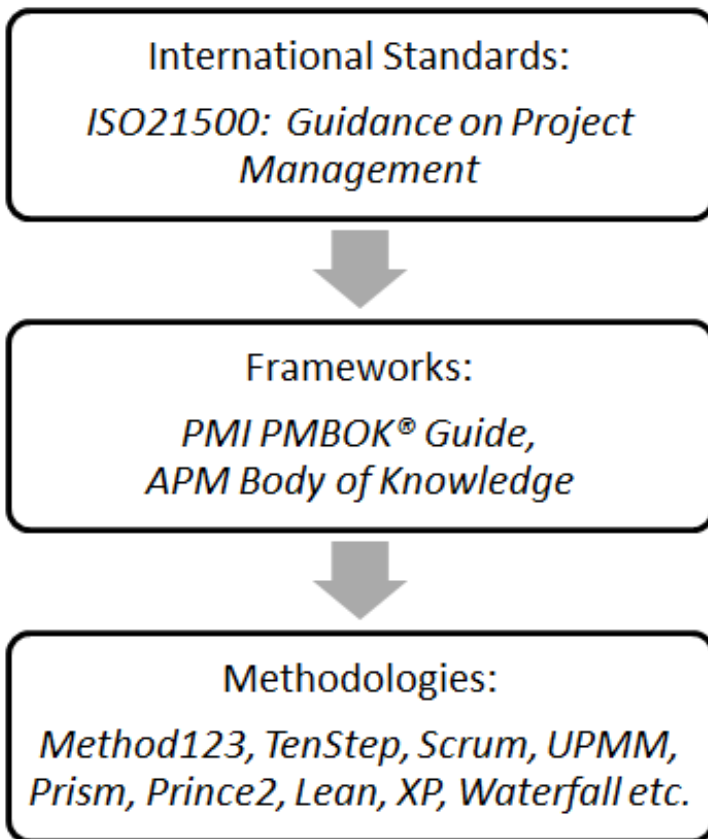 International Standards:
ISO21500: Guidance on Project
Management
Frameworks:
PMI PMBOK® Guide,
APM Body of Knowledge
Methodologies:
Method123, TenStep, Scrum, UPMM,
Prism, Prince2, Lean, XP, Waterfall etc.